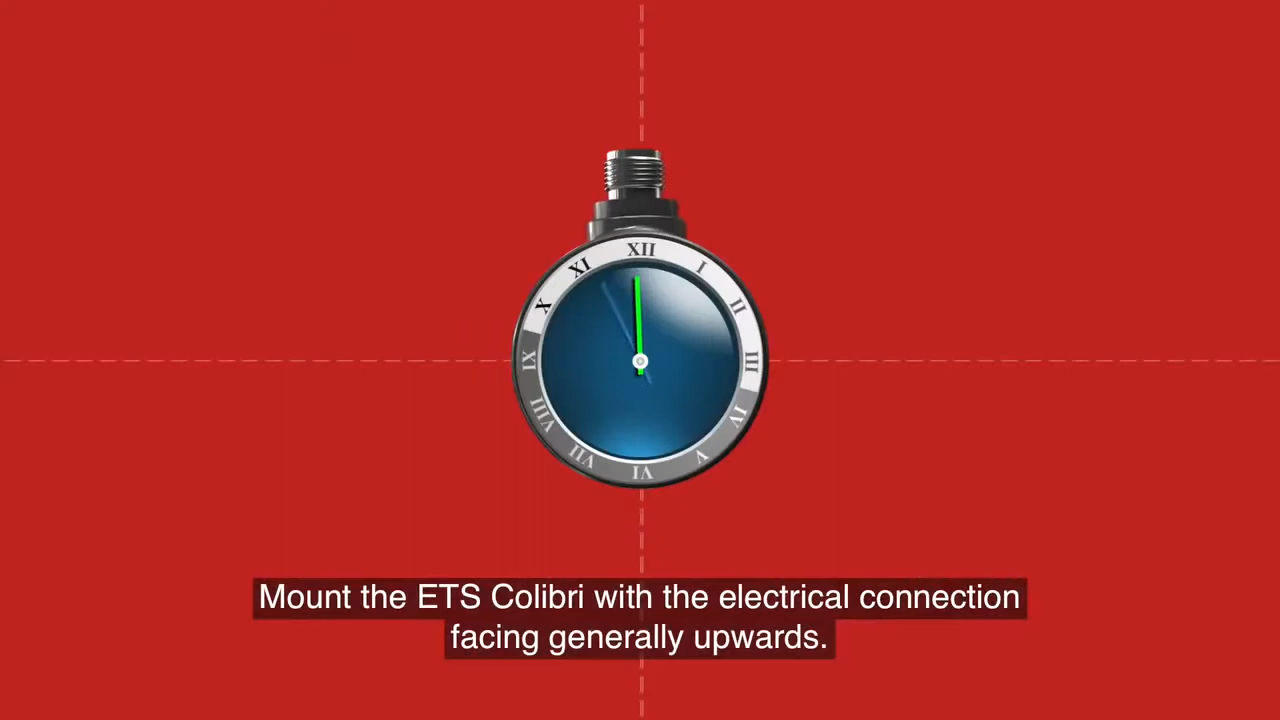 XII
XI
I
X
II
IX
III
VIII
IV
VII
V
VI
Mount the ETS Colibri with the electrical connection
facing generally upwards.